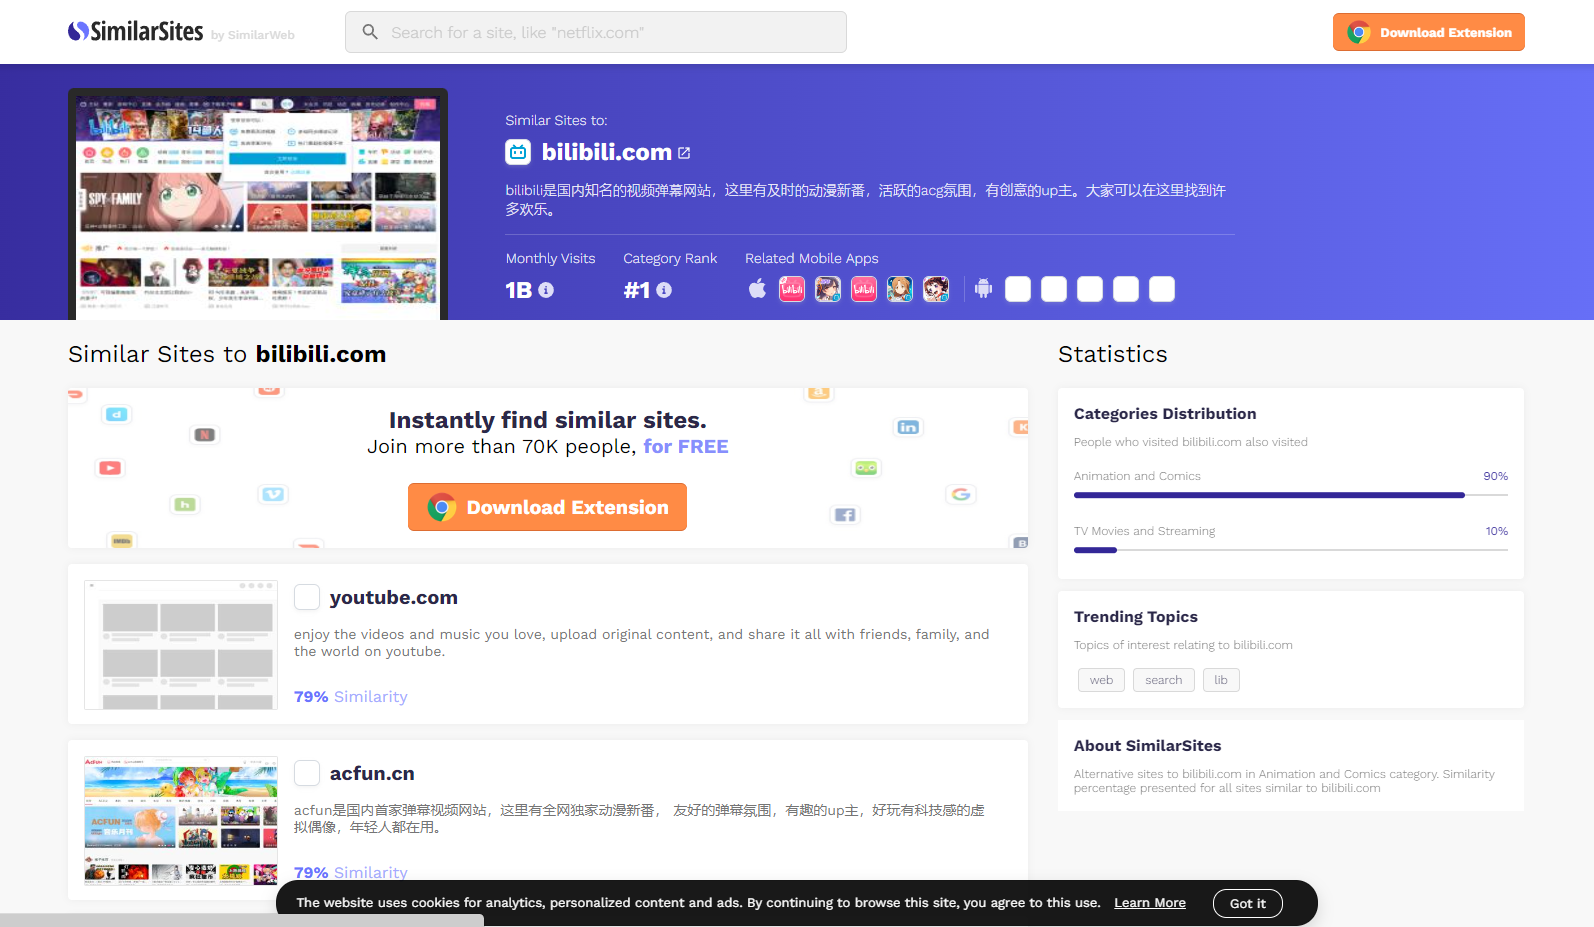 SimilarSites by SimilarWeb
Search for a site, like "netflix.com"
Download Extension
Similar Sites to:
bilibili.com
bilibili是国内知名的视频弹幕网站，这里有及时的动漫新番，活跃的acg氛围，有创意的up主。大家可以在这里找到许
多欢乐。
Monthly Visits
1B
Category Rank
#1
Related Mobile Apps
SPY×FAMILY
Similar Sites to bilibili.com
Instantly find similar sites.
Join more than 70K people, for FREE
Download Extension
youtube.com
enjoy the videos and music you love, upload original content, and share it all with friends, family, and
the world on youtube.
79% Similarity
acfun.cn
acfun是国内首家弹幕视频网站，这里有全网独家动漫新番， 友好的弹幕氛围，有趣的up主，好玩有科技感的虚
拟偶像，年轻人都在用。
79% Similarity
Statistics
Categories Distribution
People who visited bilibili.com also visited
Animation and Comics 90%
TV Movies and Streaming 10%
Trending Topics
Topics of interest relating to bilibili.com
web search lib
About SimilarSites
Alternative sites to bilibili.com in Animation and Comics category. Similarity
percentage presented for all sites similar to bilibili.com
The website uses cookies for analytics, personalized content and ads. By continuing to browse this site, you agree to this use. Learn More Got it